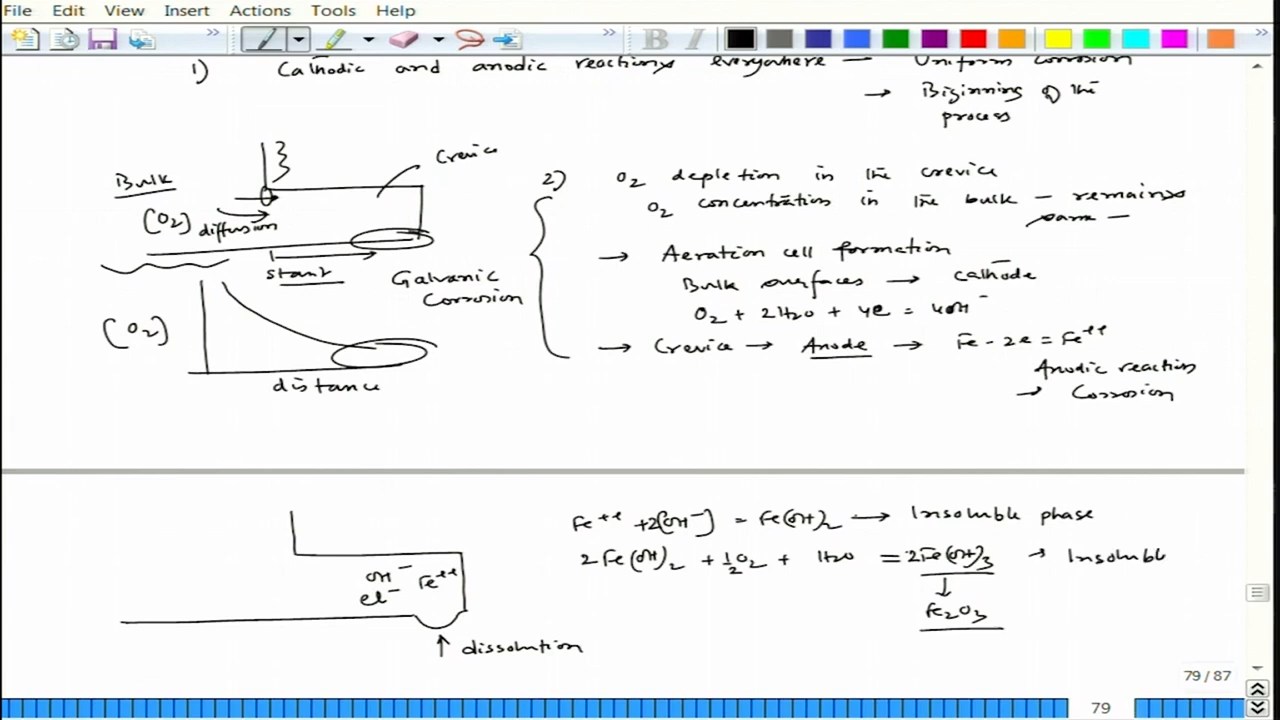 File Edit View Insert Actions Tools Help
1) Cathodic and anodic reactions everywhere — Uniform corrosion
→ Beginning of the
process
Bulk
(O2)
diffusion
Crevice
start
Galvanic
Corrosion
(O2)
distance
2) O2 depletion in the crevice
O2 concentration in the bulk – remains
same –
→ Aeration cell formation
Bulk surfaces → cathode
O2 + 2H2O + 4e = 4OH⁻
→ Crevice → Anode → Fe - 2e = Fe⁺⁺
Anodic reaction
→ Corrosion
OH⁻ Fe⁺⁺
Cl⁻
↑ dissolution
Fe⁺⁺ + 2[OH⁻] = Fe(OH)2 → Insoluble phase
2Fe(OH)2 + ½O2 + 1H2O = 2Fe(OH)3 → Insoluble
↓
Fe2O3
79 / 87
79